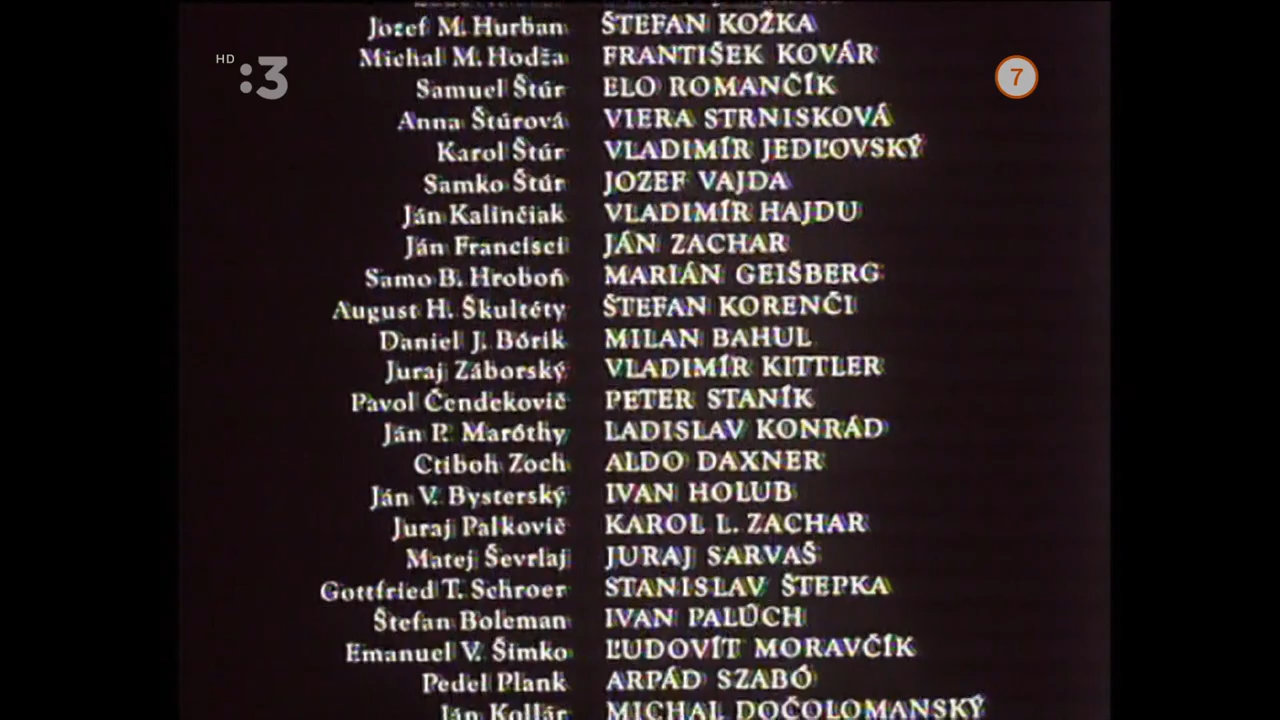 Jozef M. Hurban ŠTEFAN KOŽKA
HD :3
7
Michal M. Hodža FRANTIŠEK KOVÁR
Samuel Štúr ELO ROMANČÍK
Anna Štúrová VIERA STRNISKOVÁ
Karol Štúr VLADIMÍR JEDĽOVSKÝ
Samko Štúr JOZEF VAJDA
Ján Kalinčiak VLADIMÍR HAJDU
Ján Francisci JÁN ZACHAR
Samo B. Hroboň MARIÁN GEIŠBERG
August H. Škultéty ŠTEFAN KORENČI
Daniel J. Bórik MILAN BAHUL
Juraj Záborský VLADIMÍR KITTLER
Pavol Čendekovič PETER STANÍK
Ján P. Maróthy LADISLAV KONRÁD
Ctiboh Zoch ALDO DAXNER
Ján V. Bysterský IVAN HOLUB
Juraj Palkovič KAROL L. ZACHAR
Matej Ševrlaj JURAJ SARVAŠ
Gottfried T. Schroer STANISLAV ŠTEPKA
Štefan Boleman IVAN PALÚCH
Emanuel V. Šimko ĽUDOVÍT MORAVČÍK
Pedel Plank ARPÁD SZABÓ
Ján Kollár MICHAL DOČOLOMANSKÝ